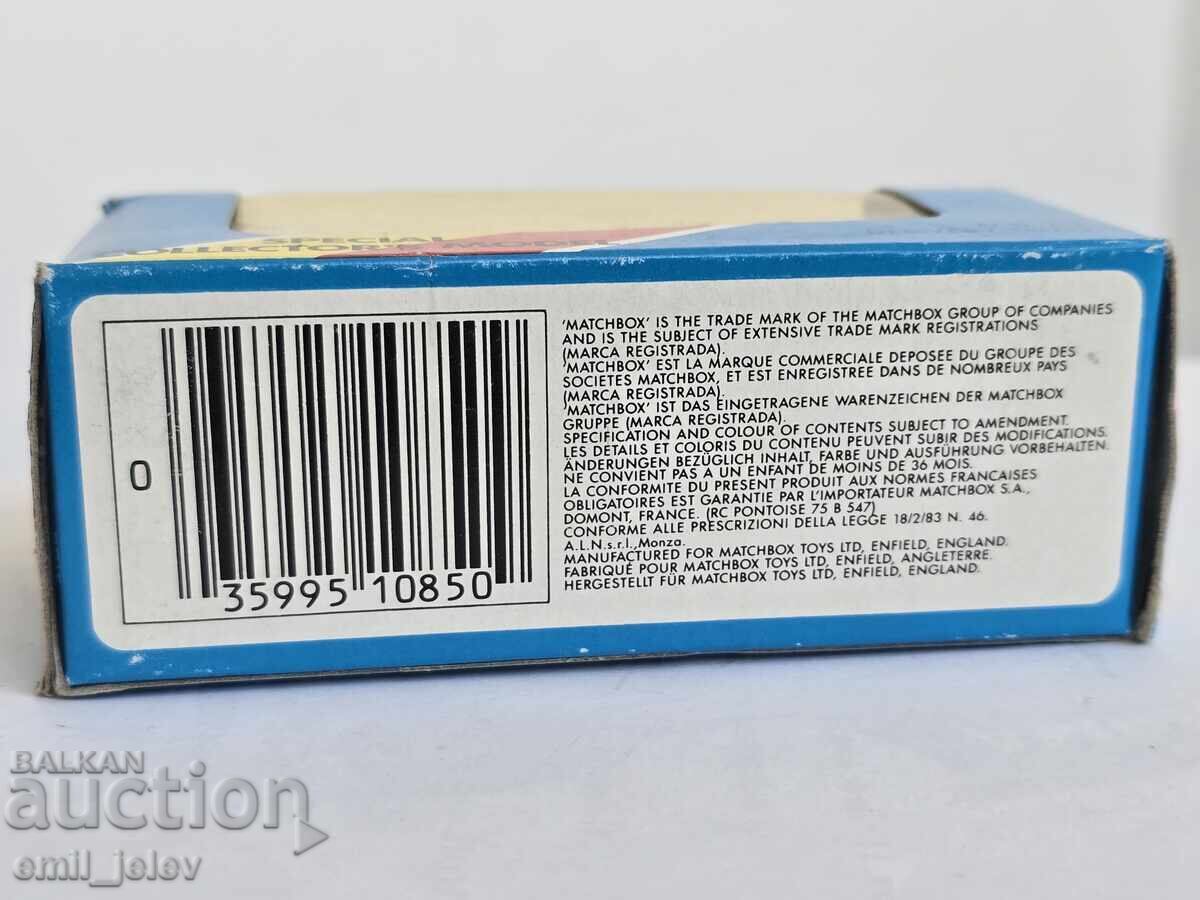 SPECIAL
COLLECTOR'S MODEL
0
35995 10850
'MATCHBOX' IS THE TRADE MARK OF THE MATCHBOX GROUP OF COMPANIES
AND IS THE SUBJECT OF EXTENSIVE TRADE MARK REGISTRATIONS
(MARCA REGISTRADA).
'MATCHBOX' EST LA MARQUE COMMERCIALE DEPOSEE DU GROUPE DES
SOCIETES MATCHBOX, ET EST ENREGISTREE DANS DE NOMBREUX PAYS
(MARCA REGISTRADA).
'MATCHBOX' IST DAS EINGETRAGENE WARENZEICHEN DER MATCHBOX
GRUPPE (MARCA REGISTRADA).
SPECIFICATION AND COLOUR OF CONTENTS SUBJECT TO AMENDMENT.
LES DETAILS ET COLORIS DU CONTENU PEUVENT SUBIR DES MODIFICATIONS.
ÄNDERUNGEN BEZÜGLICH INHALT, FARBE UND AUSFÜHRUNG VORBEHALTEN.
NE CONVIENT PAS A UN ENFANT DE MOINS DE 36 MOIS.
LA CONFORMITE DU PRESENT PRODUIT AUX NORMES FRANCAISES
OBLIGATOIRES EST GARANTIE PAR L'IMPORTATEUR MATCHBOX S.A.,
DOMONT, FRANCE. (RC PONTOISE 75 B 547)
CONFORME ALLE PRESCRIZIONI DELLA LEGGE 18/2/83 N. 46.
A.L.N.s.r.l.,Monza.
MANUFACTURED FOR MATCHBOX TOYS LTD, ENFIELD, ENGLAND.
FABRIQUÉ POUR MATCHBOX TOYS LTD, ENFIELD, ANGLETERRE.
HERGESTELLT FÜR MATCHBOX TOYS LTD, ENFIELD, ENGLAND.
BALKAN
auction
emil_jelev